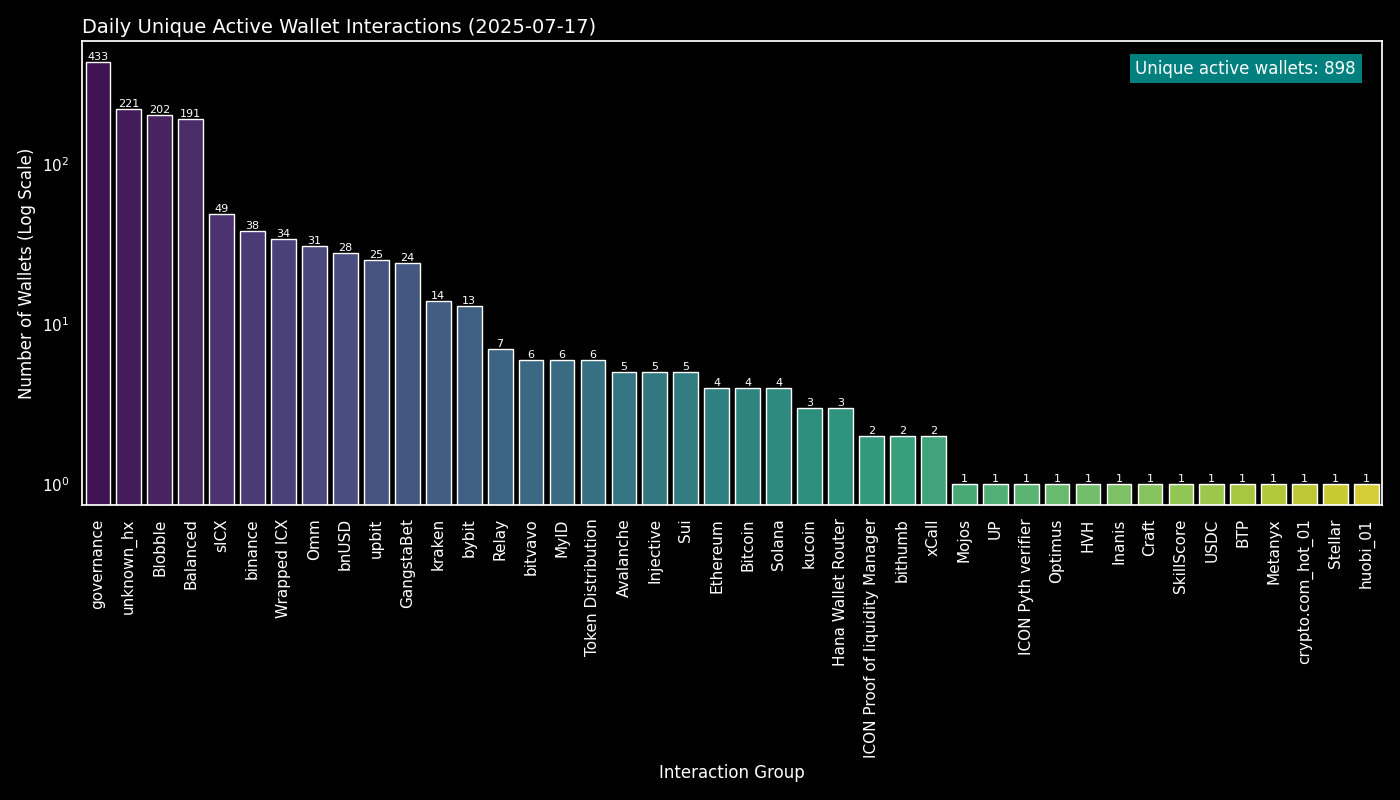 Daily Unique Active Wallet Interactions (2025-07-17)
Unique active wallets: 898
Number of Wallets (Log Scale)
10²
10¹
10⁰
433
221
202
191
49
38
34
31
28
25
24
14
13
7
6
6
6
5
5
5
4
4
4
3
3
2
2
2
1
1
1
1
1
1
1
1
1
1
1
1
1
1
governance
unknown_hx
Blobble
Balanced
sICX
binance
Wrapped ICX
Omm
bnUSD
upbit
GangstaBet
kraken
bybit
Relay
bitvavo
MyID
Token Distribution
Avalanche
Injective
Sui
Ethereum
Bitcoin
Solana
kucoin
Hana Wallet Router
ICON Proof of liquidity Manager
bithumb
xCall
Mojos
UP
ICON Pyth verifier
Optimus
HVH
Inanis
Craft
SkillScore
USDC
BTP
Metanyx
crypto.com_hot_01
Stellar
huobi_01
Interaction Group